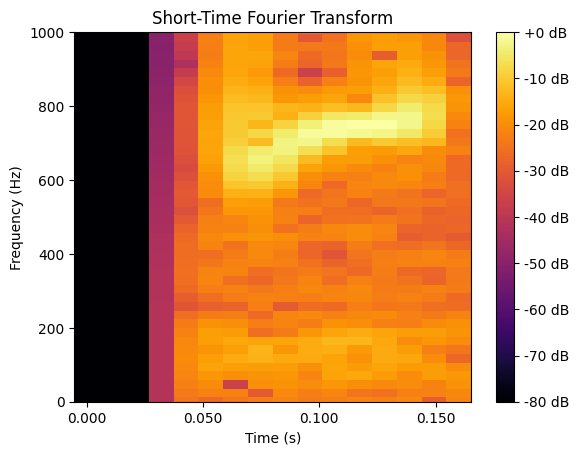 Short-Time Fourier Transform
1000
800
600
400
200
0
Frequency (Hz)
0.000
0.050
0.100
0.150
Time (s)
+0 dB
-10 dB
-20 dB
-30 dB
-40 dB
-50 dB
-60 dB
-70 dB
-80 dB